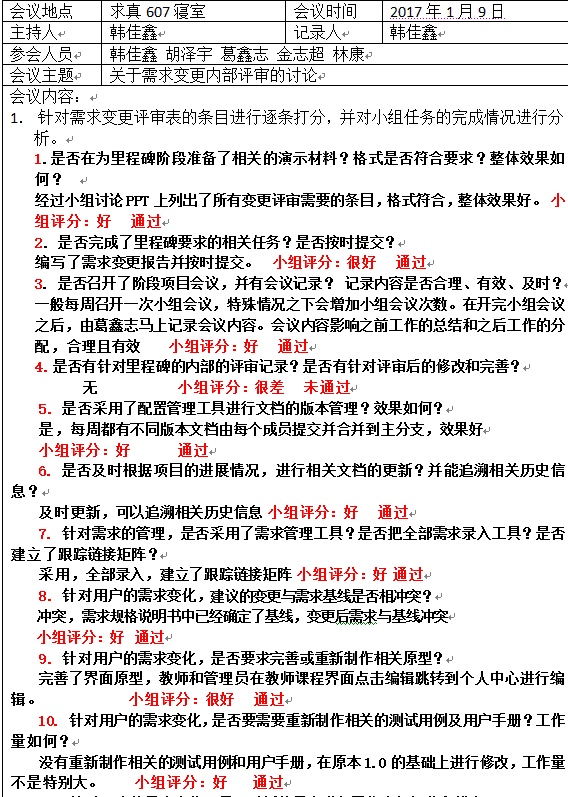 会议地点 求真 607 寝室 会议时间 2017 年 1 月 9 日
主持人 韩佳鑫 记录人 韩佳鑫
参会人员 韩佳鑫 胡泽宇 葛鑫志 金志超 林康
会议主题 关于需求变更内部评审的讨论
会议内容：
1. 针对需求变更评审表的条目进行逐条打分，并对小组任务的完成情况进行分
析。
1.是否在为里程碑阶段准备了相关的演示材料？格式是否符合要求？整体效果如
何？
经过小组讨论 PPT 上列出了所有变更评审需要的条目，格式符合，整体效果好。 小
组评分：好 通过
2. 是否完成了里程碑要求的相关任务？是否按时提交？
编写了需求变更报告并按时提交。 小组评分：很好 通过
3. 是否召开了阶段项目会议，并有会议记录？ 记录内容是否合理、有效、及时？
一般每周召开一次小组会议，特殊情况之下会增加小组会议次数。在开完小组会议
之后，由葛鑫志马上记录会议内容。会议内容影响之前工作的总结和之后工作的分
配，合理且有效 小组评分：好 通过
4.是否有针对里程碑的内部的评审记录？是否有针对评审后的修改和完善？
无 小组评分：很差 未通过
5. 是否采用了配置管理工具进行文档的版本管理？效果如何？
是，每周都有不同版本文档由每个成员提交并合并到主分支，效果好
小组评分：好 通过
6. 是否及时根据项目的进展情况，进行相关文档的更新？并能追溯相关历史信
息？
及时更新，可以追溯相关历史信息 小组评分：好 通过
7. 针对需求的管理，是否采用了需求管理工具？是否把全部需求录入工具？是否
建立了跟踪链接矩阵？
采用，全部录入，建立了跟踪链接矩阵 小组评分：好 通过
8. 针对用户的需求变化，建议的变更与需求基线是否相冲突？
冲突，需求规格说明书中已经确定了基线，变更后需求与基线冲突
小组评分：好 通过
9. 针对用户的需求变化，是否要求完善或重新制作相关原型？
完善了界面原型，教师和管理员在教师课程界面点击编辑跳转到个人中心进行编
辑。 小组评分：很好 通过
10. 针对用户的需求变化，是否要需要重新制作相关的测试用例及用户手册？工作
量如何？
没有重新制作相关的测试用例和用户手册，在原本 1.0 的基础上进行修改，工作量
不是特别大。 小组评分：好 通过